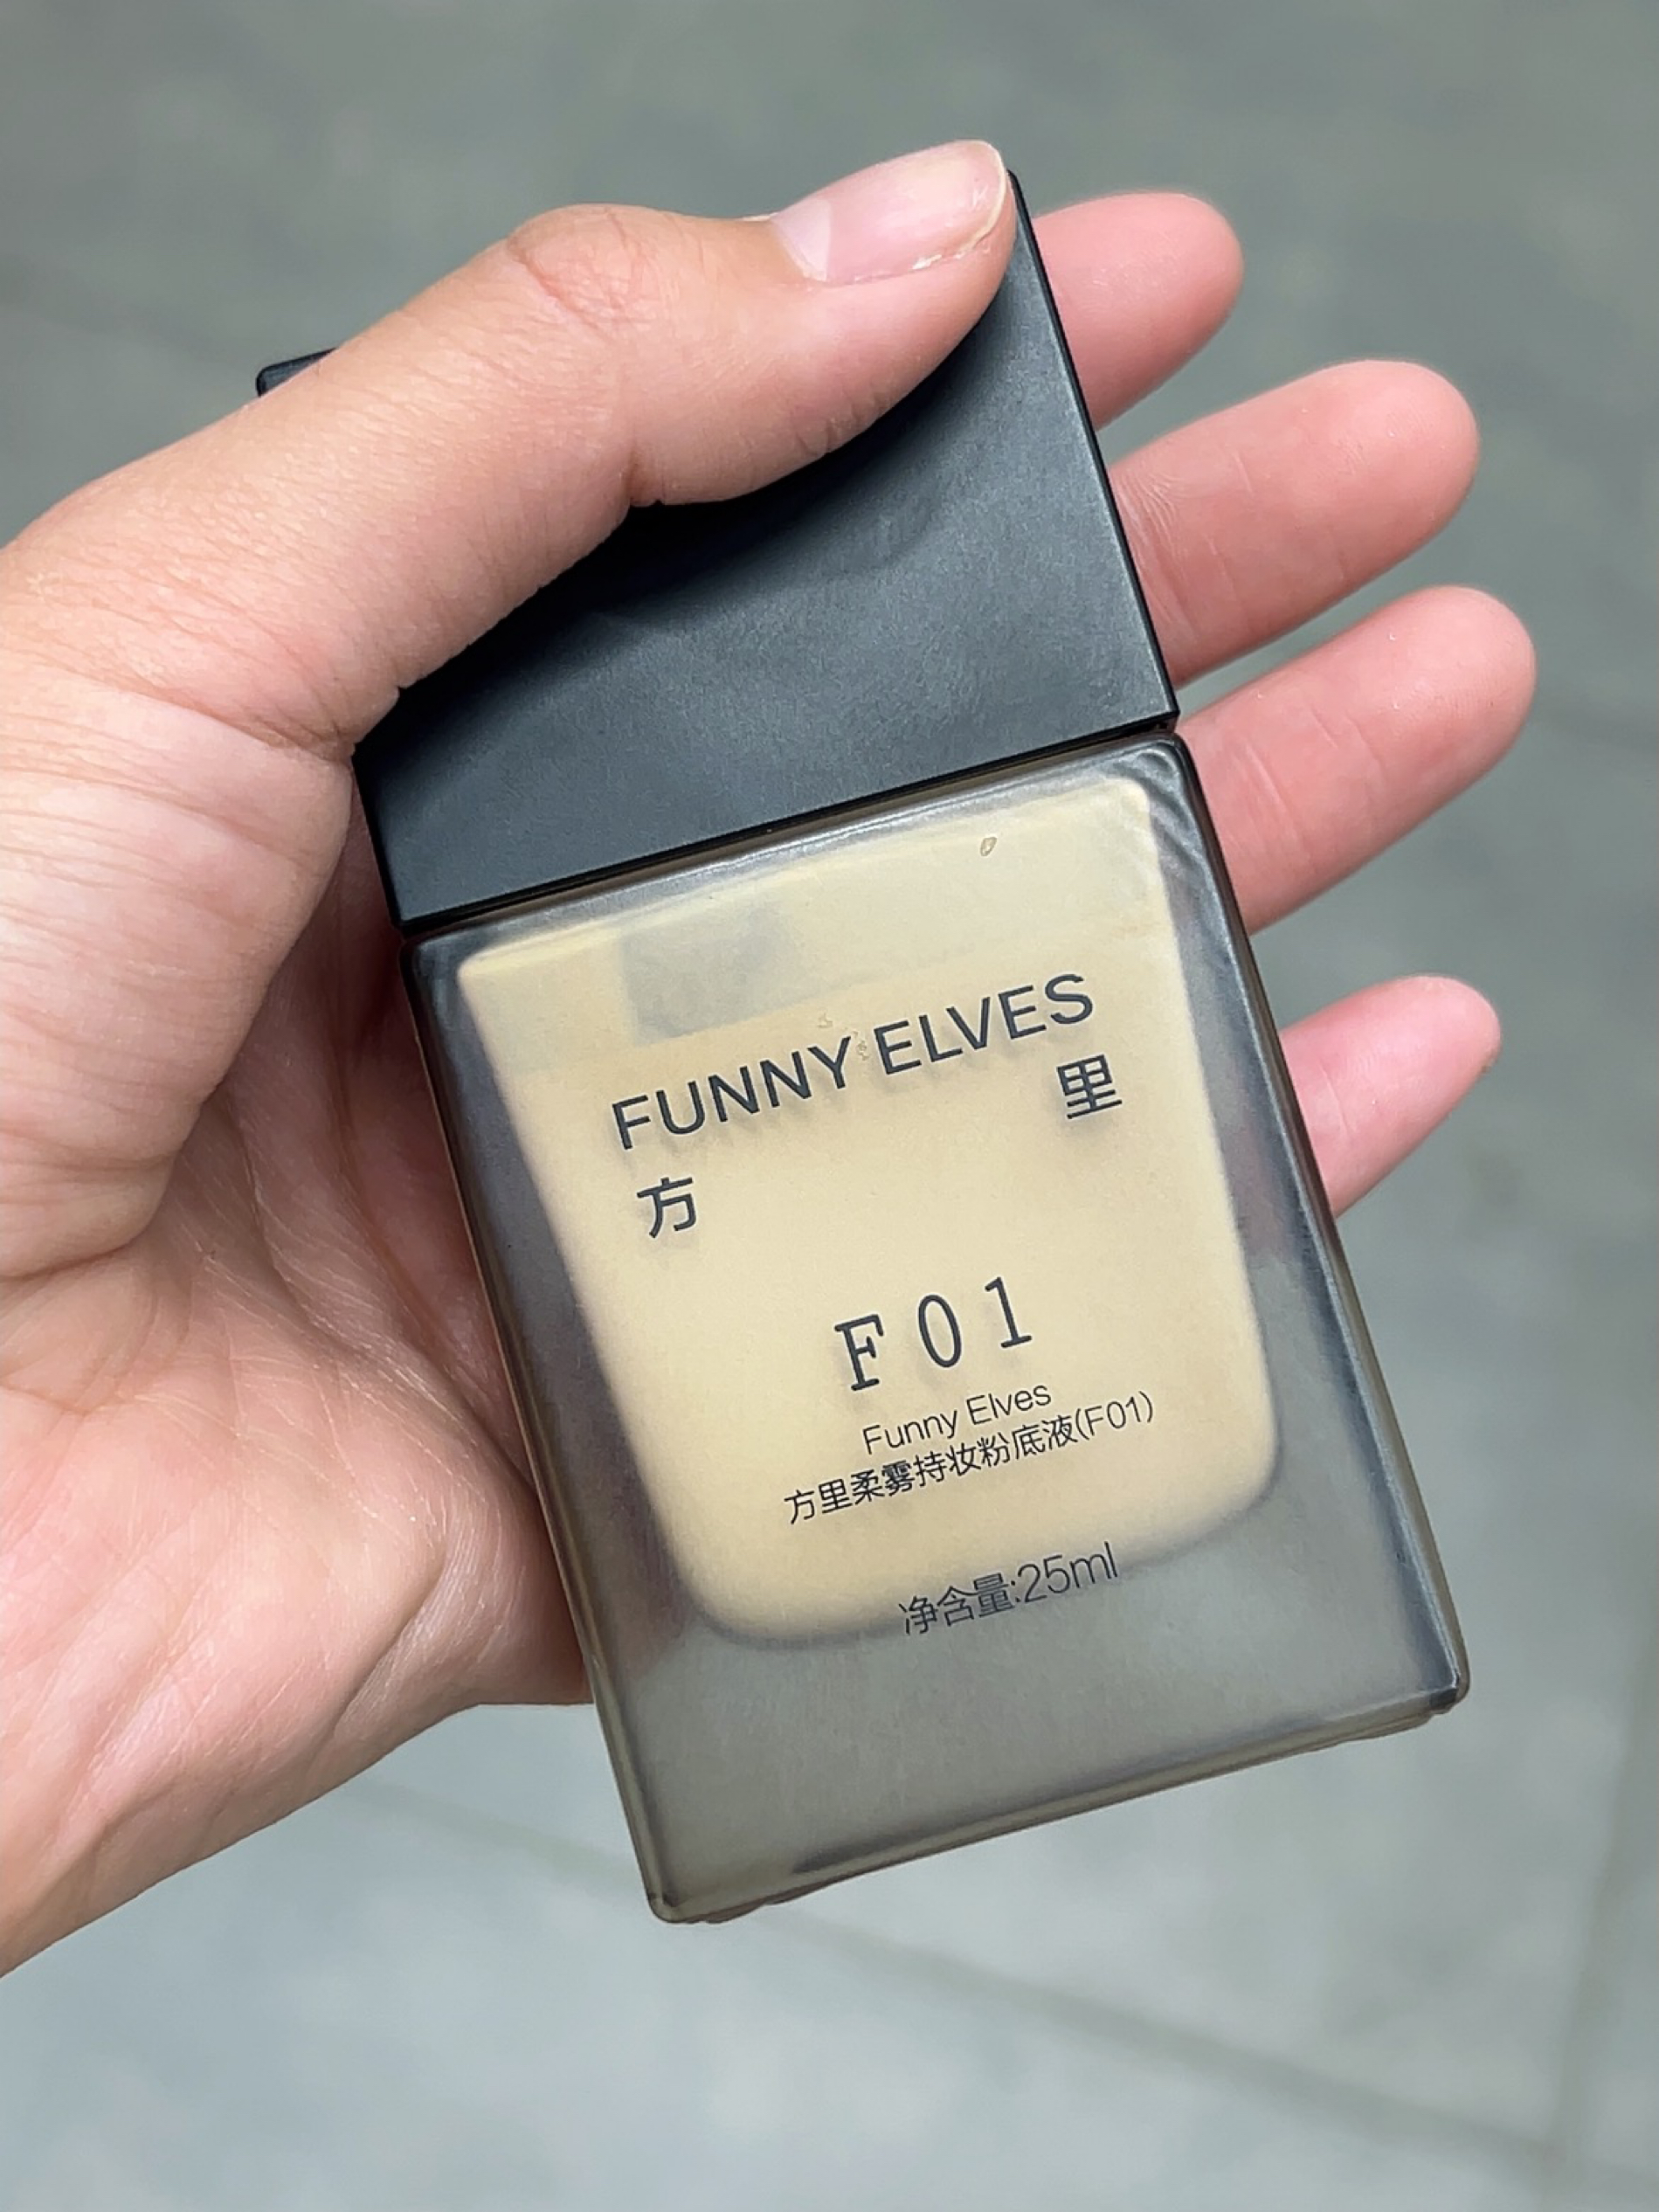 FUNNY ELVES
方 里
F01
Funny Elves
方里柔雾持妆粉底液(F01)
净含量:25ml